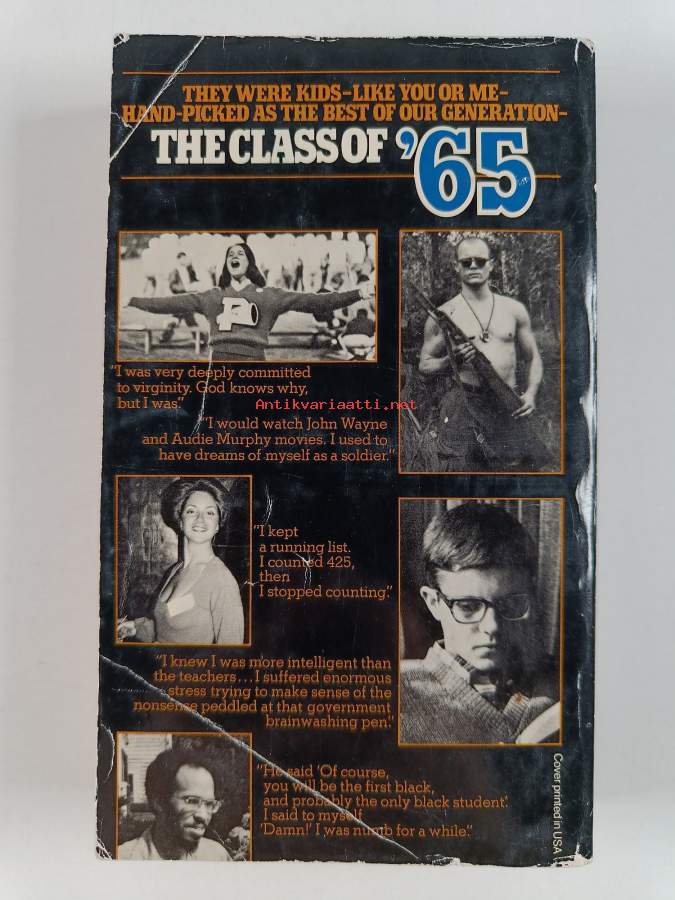 THEY WERE KIDS–LIKE YOU OR ME–
HAND-PICKED AS THE BEST OF OUR GENERATION–
THE CLASS OF '65
P
"I was very deeply committed
to virginity. God knows why,
but I was."
Antikvariaatti.net
"I would watch John Wayne
and Audie Murphy movies. I used to
have dreams of myself as a soldier."
"I kept
a running list.
I counted 425,
then
I stopped counting."
"I knew I was more intelligent than
the teachers...I suffered enormous
stress trying to make sense of the
nonsense peddled at that government
brainwashing pen."
"He said 'Of course,
you will be the first black,
and probably the only black student'.
I said to myself
'Damn!' I was numb for a while."
Cover printed in USA